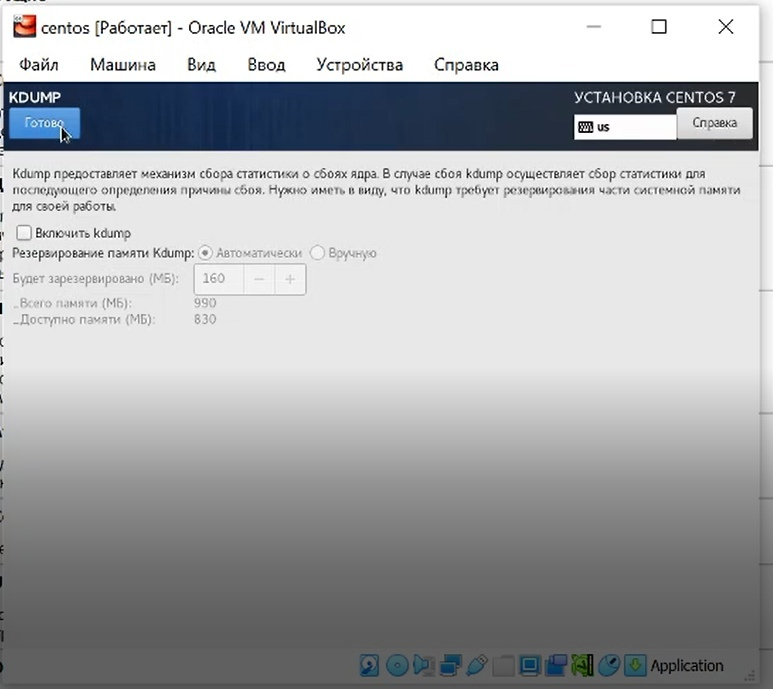 centos [Работает] - Oracle VM VirtualBox
Файл Машина Вид Ввод Устройства Справка
KDUMP
УСТАНОВКА CENTOS 7
Готово
us
Справка
Kdump предоставляет механизм сбора статистики о сбоях ядра. В случае сбоя kdump осуществляет сбор статистики для
последующего определения причины сбоя. Нужно иметь в виду, что kdump требует резервирования части системной памяти
для своей работы.
Включить kdump
Резервирование памяти Kdump: Автоматически Вручную
Будет зарезервировано (МБ): 160 − +
_Всего памяти (МБ): 990
_Доступно памяти (МБ): 830
Application